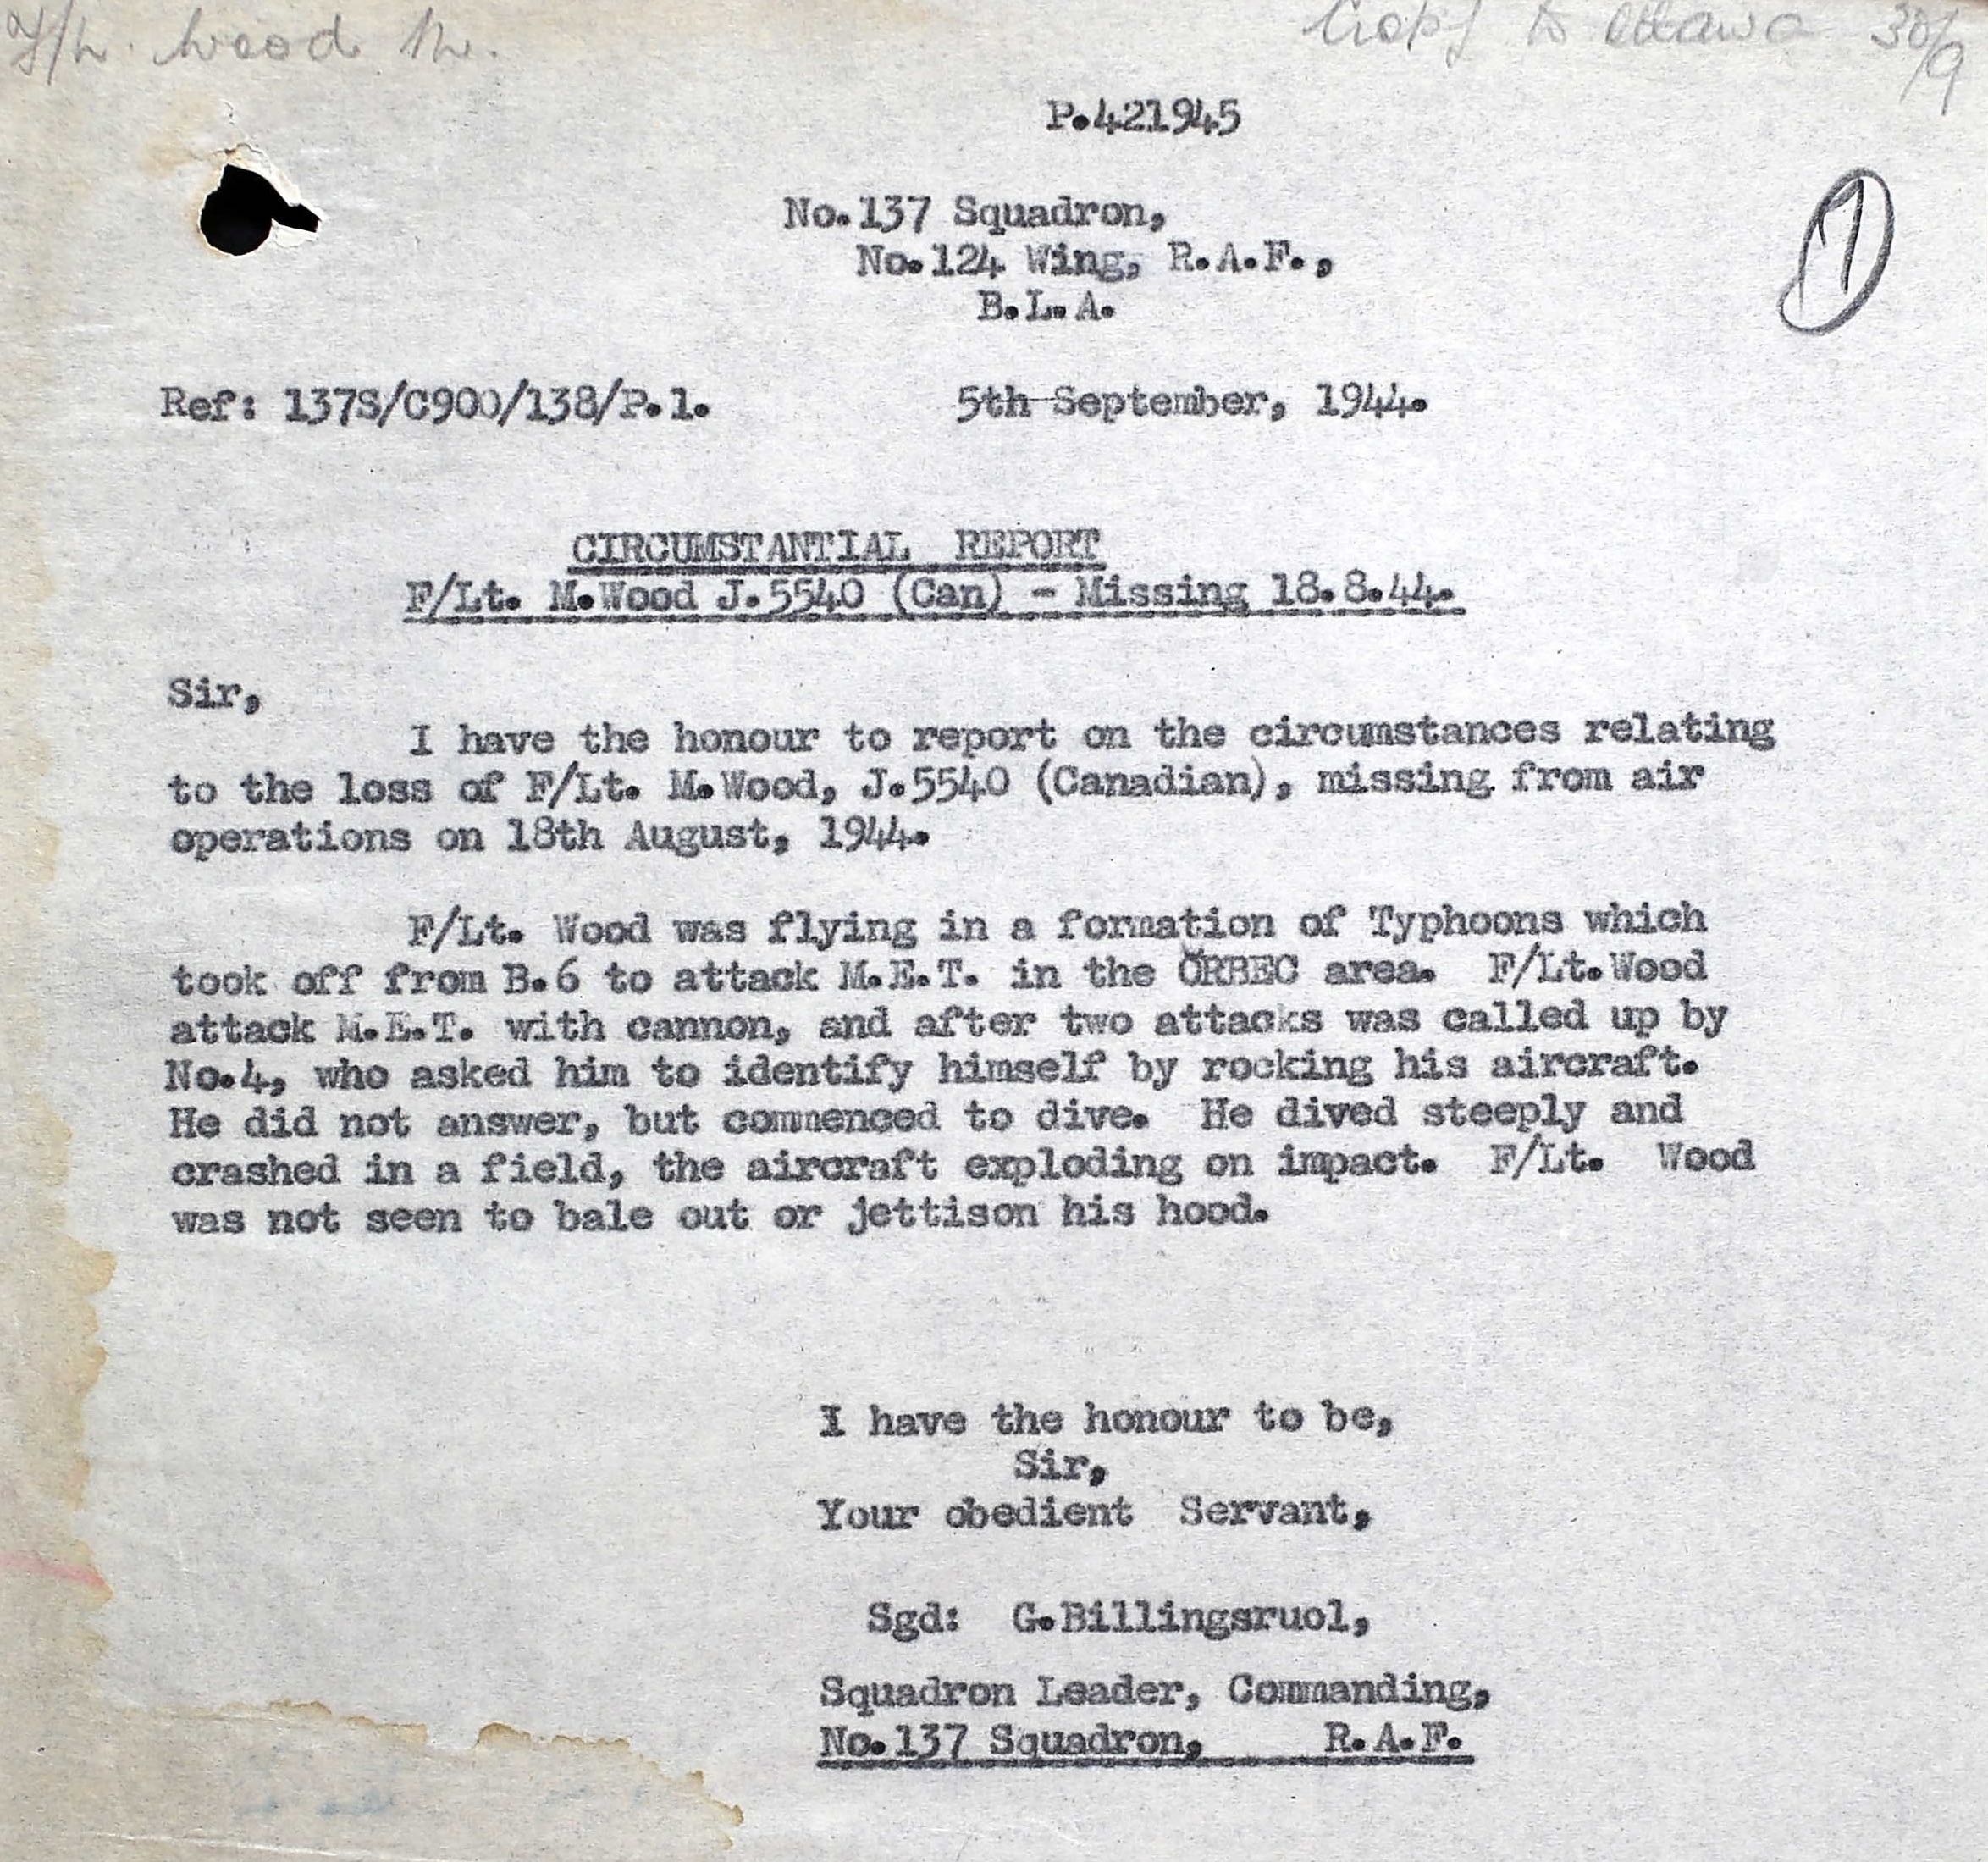 F/L. Wood M. Copy to Ottawa 30/9
P.421945
1
No.137 Squadron,
No.124 Wing, R.A.F.,
B.L.A.
Ref: 137S/C900/138/P.1. 5th September, 1944.
CIRCUMSTANTIAL REPORT
F/Lt. M.Wood J.5540 (Can) - Missing 18.8.44.
Sir,
I have the honour to report on the circumstances relating
to the loss of F/Lt. M.Wood, J.5540 (Canadian), missing from air
operations on 18th August, 1944.
F/Lt. Wood was flying in a formation of Typhoons which
took off from B.6 to attack M.E.T. in the ORBEC area. F/Lt.Wood
attack M.E.T. with cannon, and after two attacks was called up by
No.4, who asked him to identify himself by rocking his aircraft.
He did not answer, but commenced to dive. He dived steeply and
crashed in a field, the aircraft exploding on impact. F/Lt. Wood
was not seen to bale out or jettison his hood.
I have the honour to be,
Sir,
Your obedient Servant,
Sgd: G.Billingsruol,
Squadron Leader, Commanding,
No.137 Squadron, R.A.F.